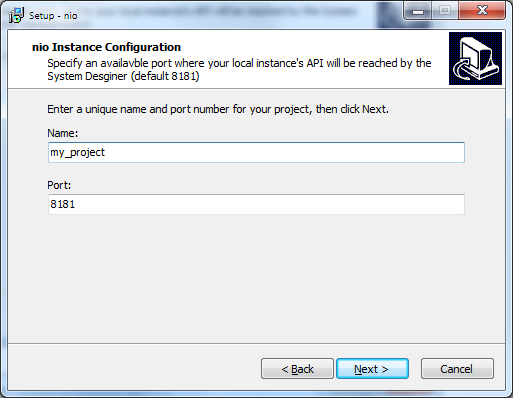 Setup - nio
nio Instance Configuration
Specify an availavble port where your local instance's API will be reached by the
System Desginer (default 8181)
Enter a unique name and port number for your project, then click Next.
Name:
my_project
Port:
8181
< Back
Next >
Cancel